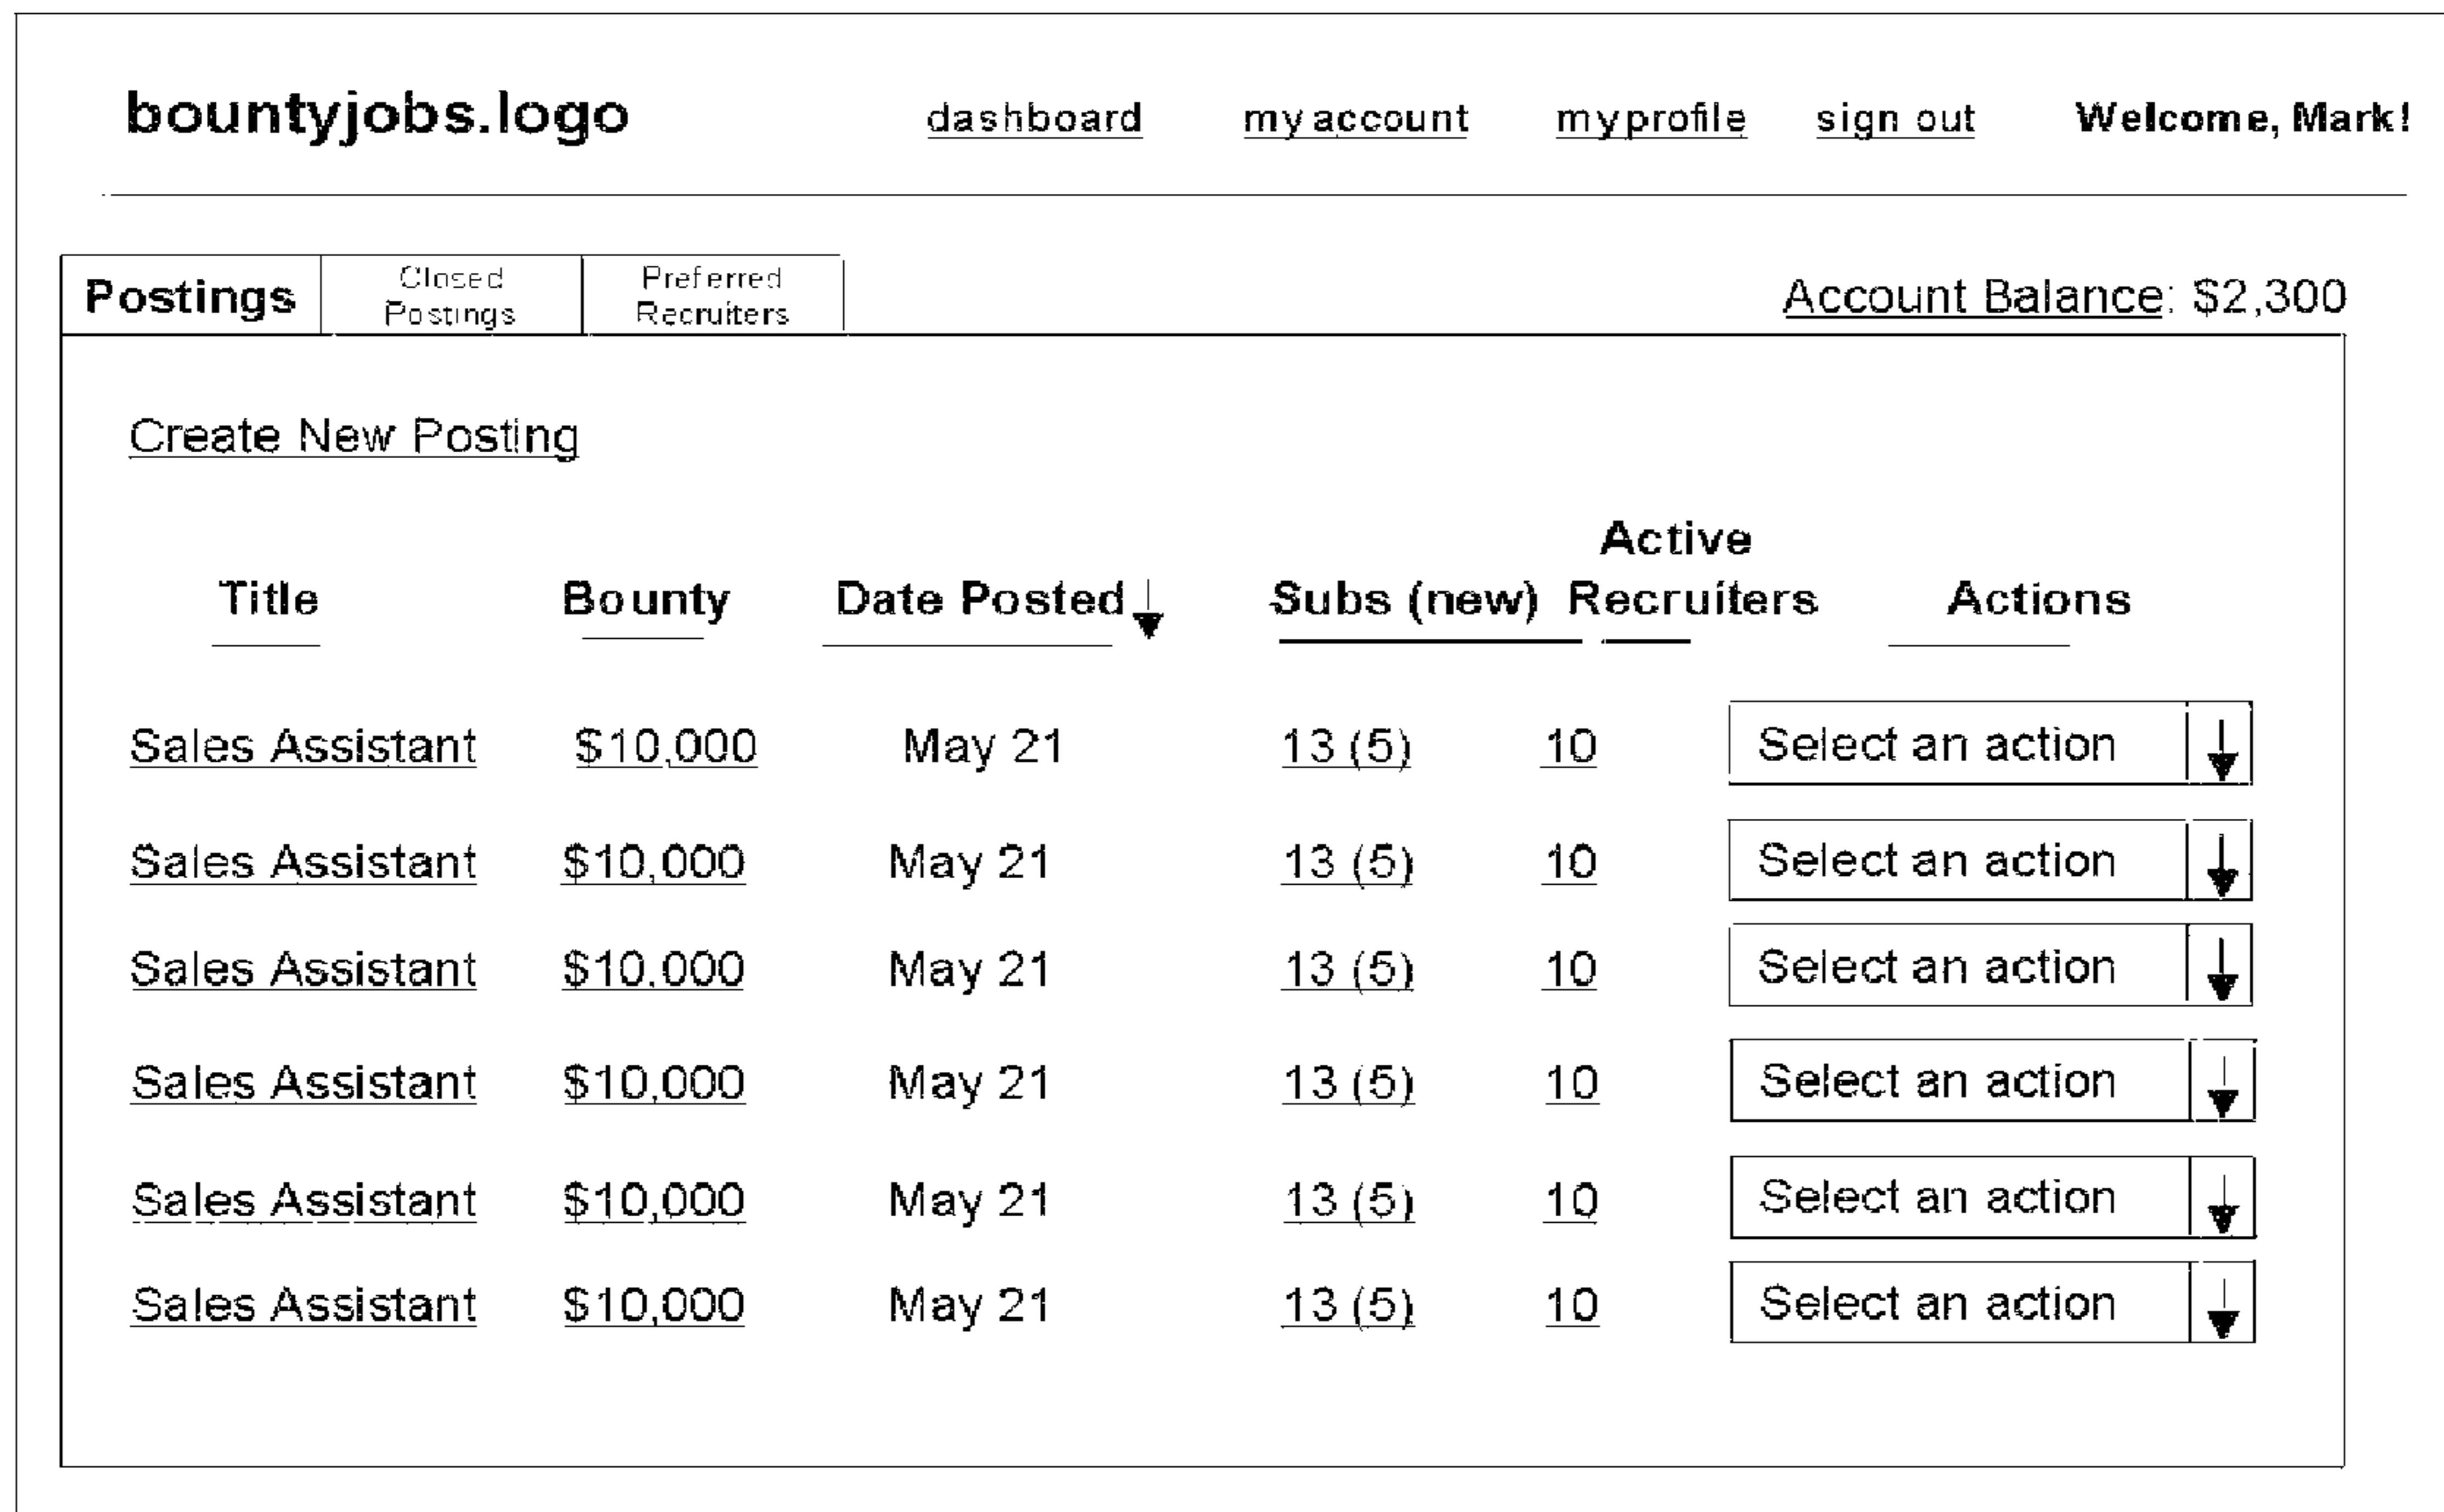 bountyjobs.logo dashboard my account my profile sign out Welcome, Mark!
Postings Closed Postings Preferred Recruiters Account Balance: $2,300
Create New Posting
Title Bounty Date Posted Subs (new) Active Recruiters Actions
Sales Assistant $10,000 May 21 13 (5) 10 Select an action
Sales Assistant $10,000 May 21 13 (5) 10 Select an action
Sales Assistant $10,000 May 21 13 (5) 10 Select an action
Sales Assistant $10,000 May 21 13 (5) 10 Select an action
Sales Assistant $10,000 May 21 13 (5) 10 Select an action
Sales Assistant $10,000 May 21 13 (5) 10 Select an action